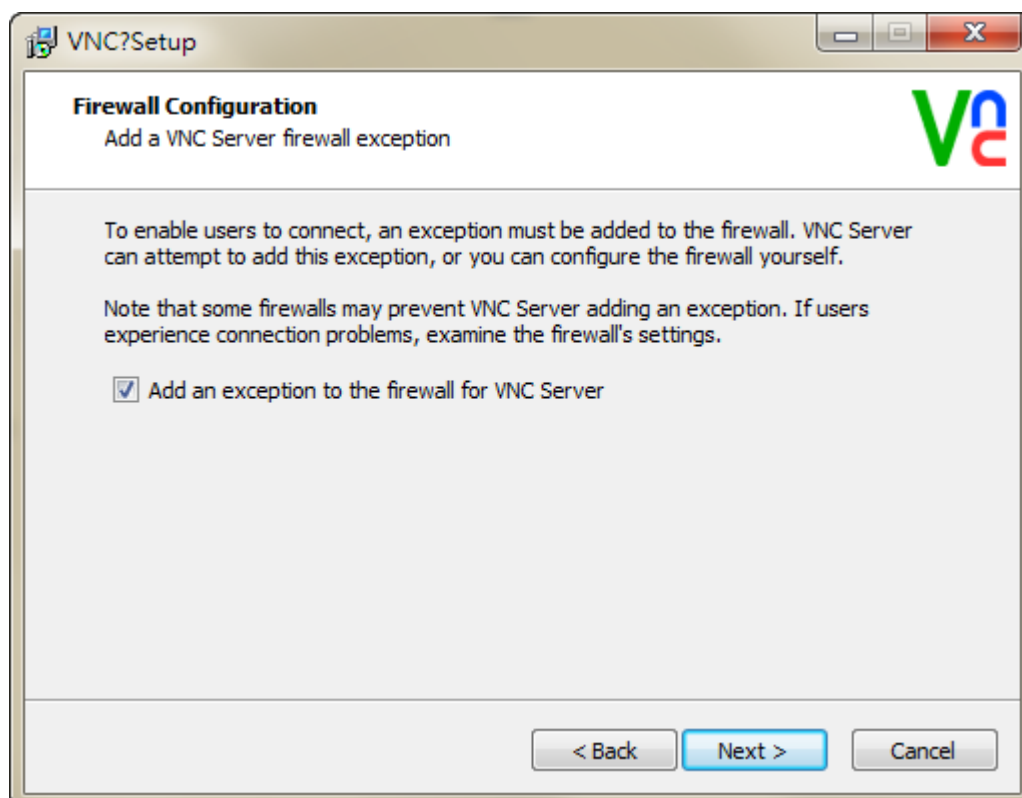 VNC?Setup
Firewall Configuration
Add a VNC Server firewall exception
Vnc
To enable users to connect, an exception must be added to the firewall. VNC Server
can attempt to add this exception, or you can configure the firewall yourself.
Note that some firewalls may prevent VNC Server adding an exception. If users
experience connection problems, examine the firewall's settings.
Add an exception to the firewall for VNC Server
< Back
Next >
Cancel